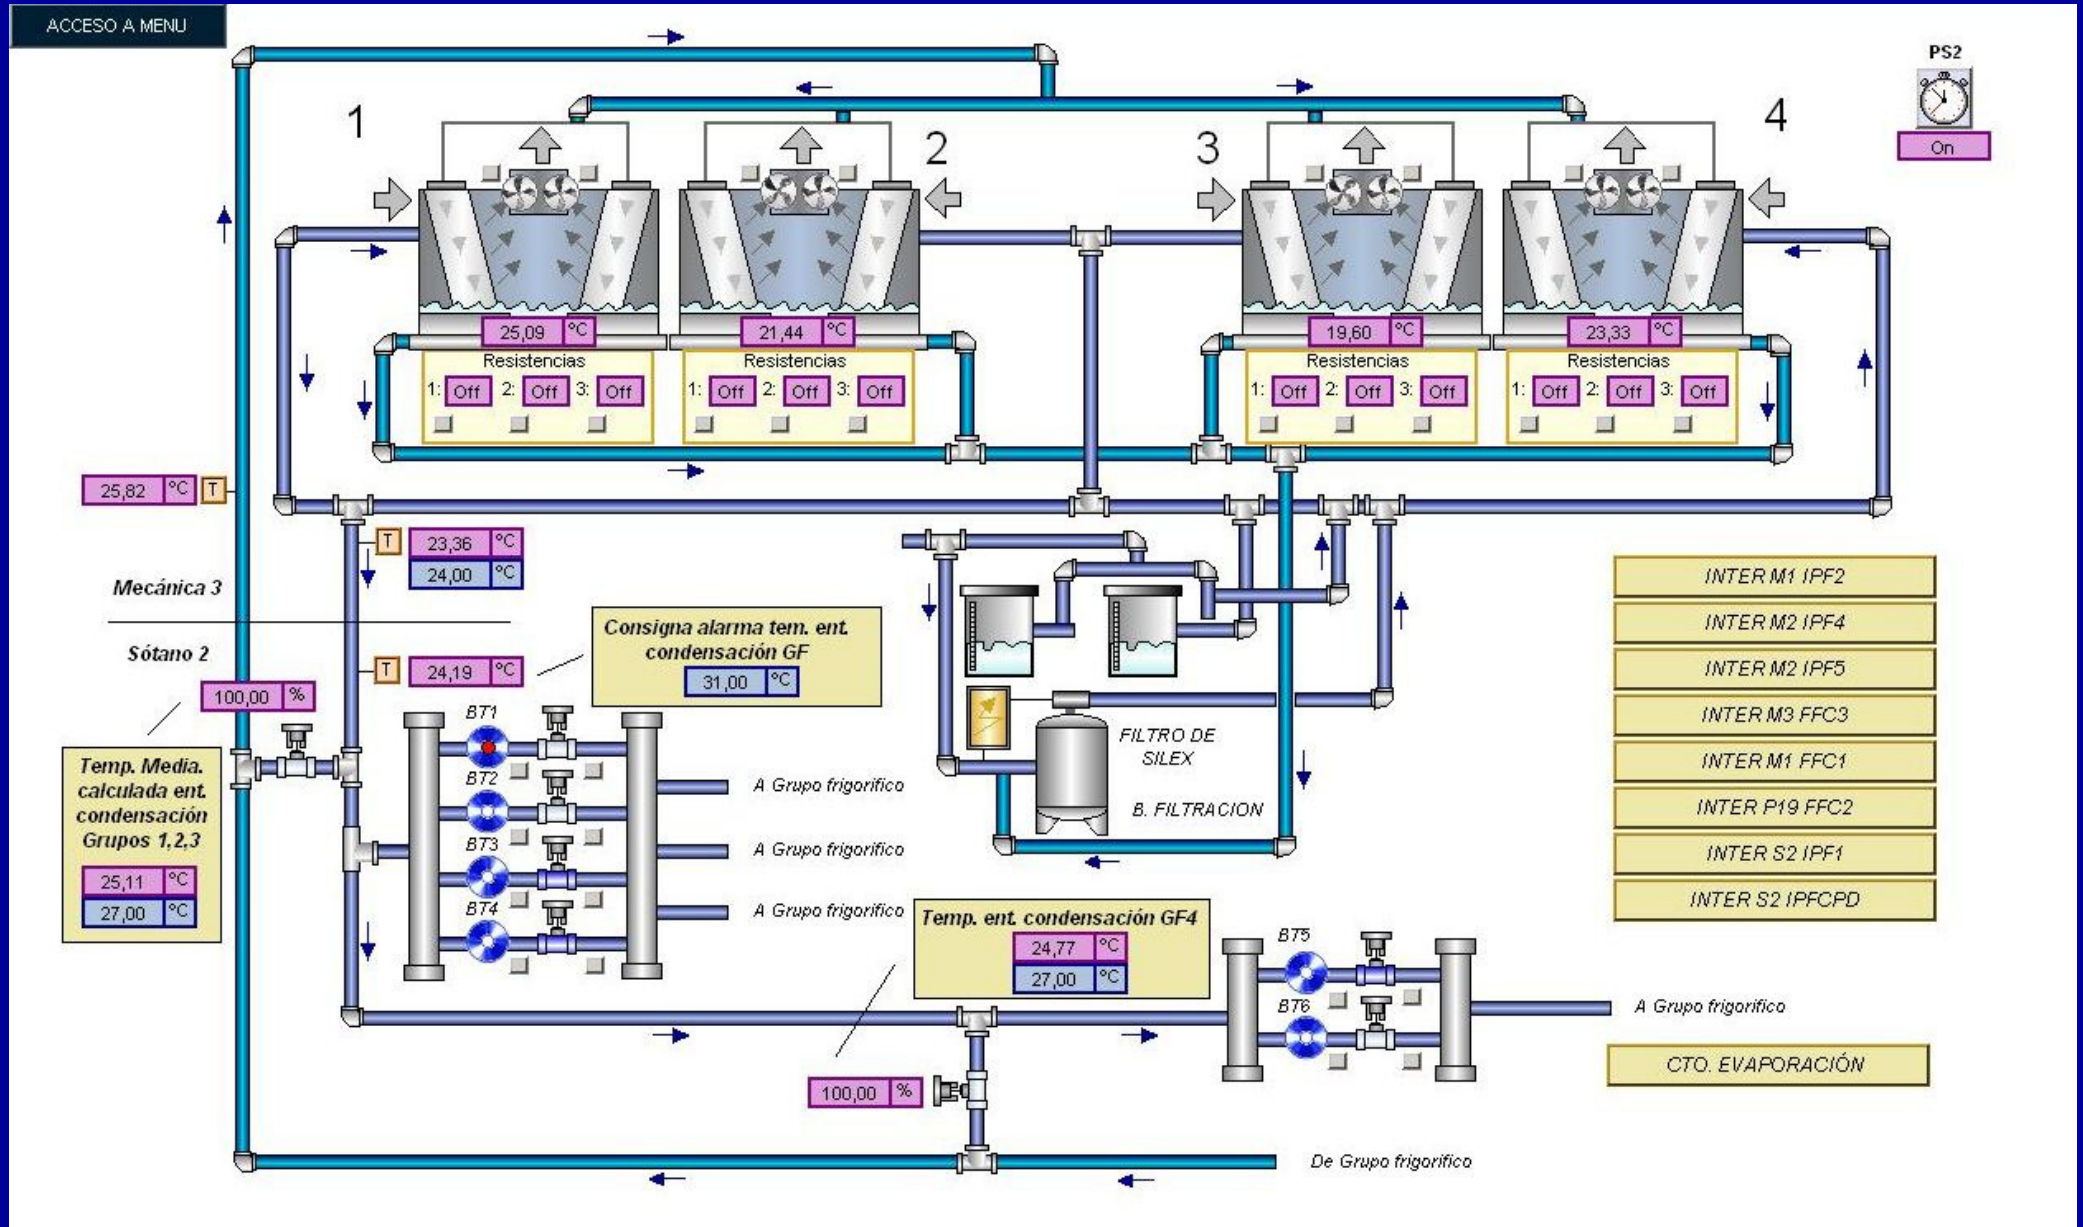 ACCESO A MENU
PS2
On
1
2
3
4
25,09 °C
21,44 °C
19,60 °C
23,33 °C
Resistencias
1: Off 2: Off 3: Off
Resistencias
1: Off 2: Off 3: Off
Resistencias
1: Off 2: Off 3: Off
Resistencias
1: Off 2: Off 3: Off
25,82 °C T
T 23,36 °C
24,00 °C
Mecánica 3
Sótano 2
T 24,19 °C
Consigna alarma tem. ent.
condensación GF
31,00 °C
100,00 %
Temp. Media.
calculada ent.
condensación
Grupos 1,2,3
25,11 °C
27,00 °C
BT1
BT2
BT3
BT4
A Grupo frigorífico
A Grupo frigorífico
A Grupo frigorífico
FILTRO DE
SILEX
B. FILTRACION
INTER M1 IPF2
INTER M2 IPF4
INTER M2 IPF5
INTER M3 FFC3
INTER M1 FFC1
INTER P19 FFC2
INTER S2 IPF1
INTER S2 IPFCPD
Temp. ent. condensación GF4
24,77 °C
27,00 °C
BT5
BT6
A Grupo frigorífico
CTO. EVAPORACIÓN
100,00 %
De Grupo frigorífico